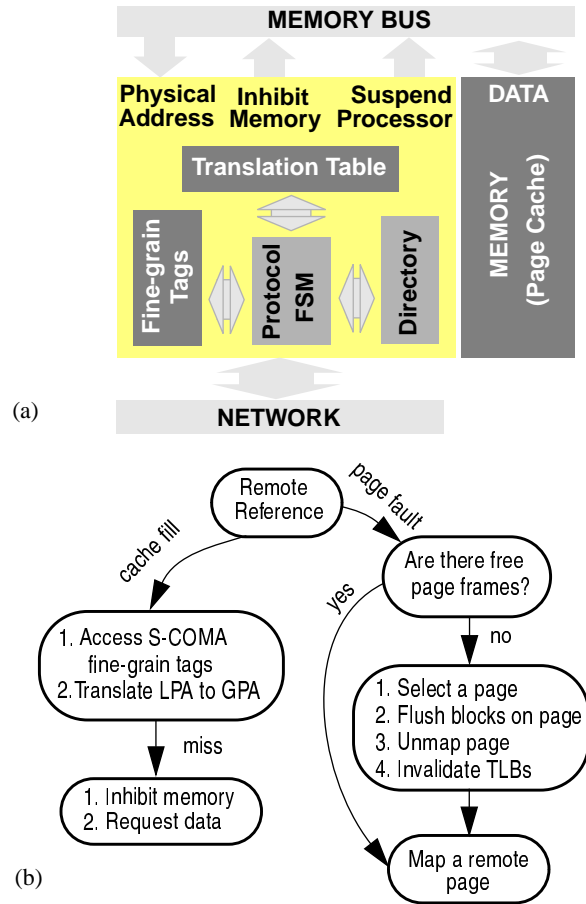 MEMORY BUS
Physical
Address
Inhibit
Memory
Suspend
Processor
DATA
Translation Table
Fine-grain
Tags
Protocol
FSM
Directory
MEMORY
(Page Cache)
(a)
NETWORK
Remote
Reference
page fault
cache fill
Are there free
page frames?
yes
no
1. Access S-COMA
fine-grain tags
2. Translate LPA to GPA
1. Select a page
2. Flush blocks on page
3. Unmap page
4. Invalidate TLBs
miss
1. Inhibit memory
2. Request data
Map a remote
page
(b)